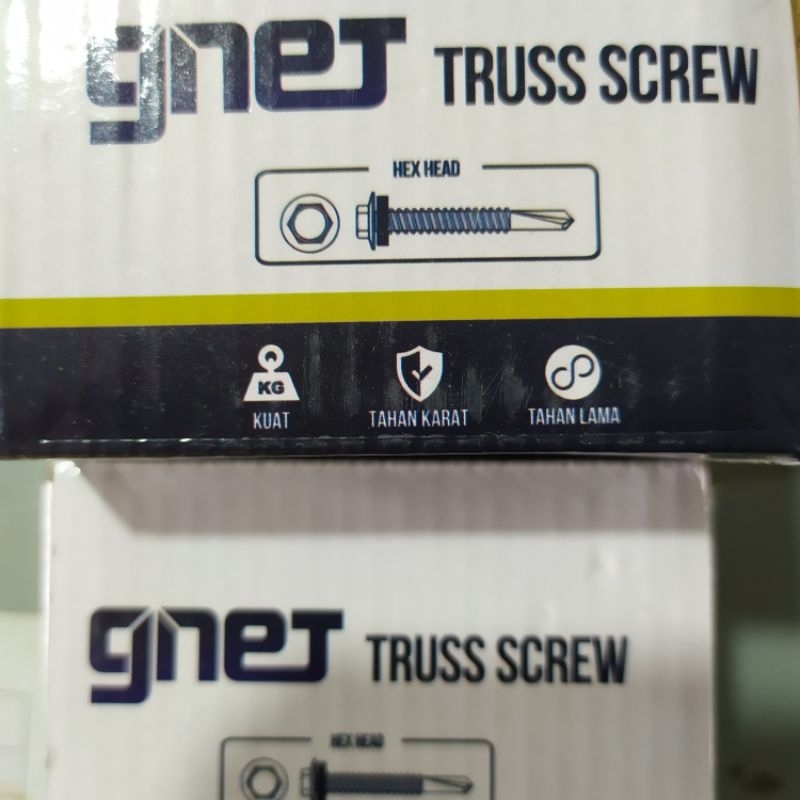 gnet TRUSS SCREW
HEX HEAD
KG
KUAT TAHAN KARAT TAHAN LAMA
gnet TRUSS SCREW
HEX HEAD